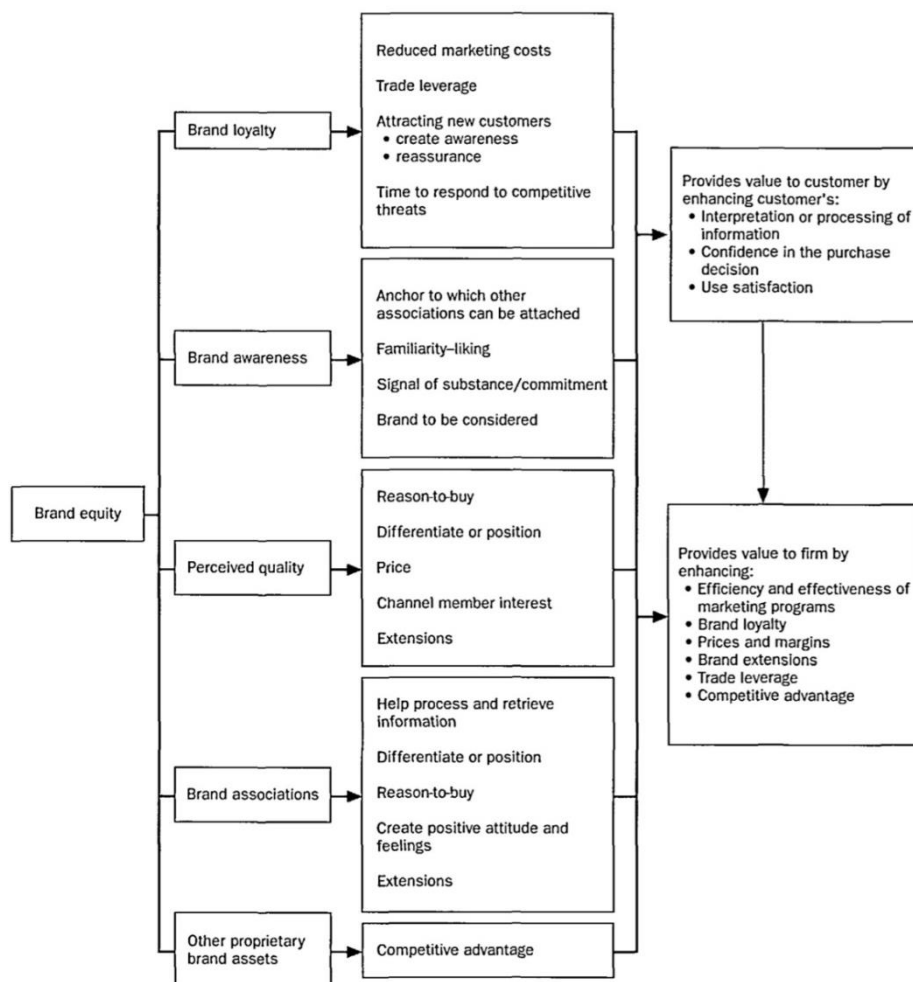 Brand equity
Brand loyalty
Reduced marketing costs
Trade leverage
Attracting new customers
• create awareness
• reassurance
Time to respond to competitive
threats
Brand awareness
Anchor to which other
associations can be attached
Familiarity–liking
Signal of substance/commitment
Brand to be considered
Perceived quality
Reason-to-buy
Differentiate or position
Price
Channel member interest
Extensions
Brand associations
Help process and retrieve
information
Differentiate or position
Reason-to-buy
Create positive attitude and
feelings
Extensions
Other proprietary
brand assets
Competitive advantage
Provides value to customer by
enhancing customer's:
• Interpretation or processing of
information
• Confidence in the purchase
decision
• Use satisfaction
Provides value to firm by
enhancing:
• Efficiency and effectiveness of
marketing programs
• Brand loyalty
• Prices and margins
• Brand extensions
• Trade leverage
• Competitive advantage